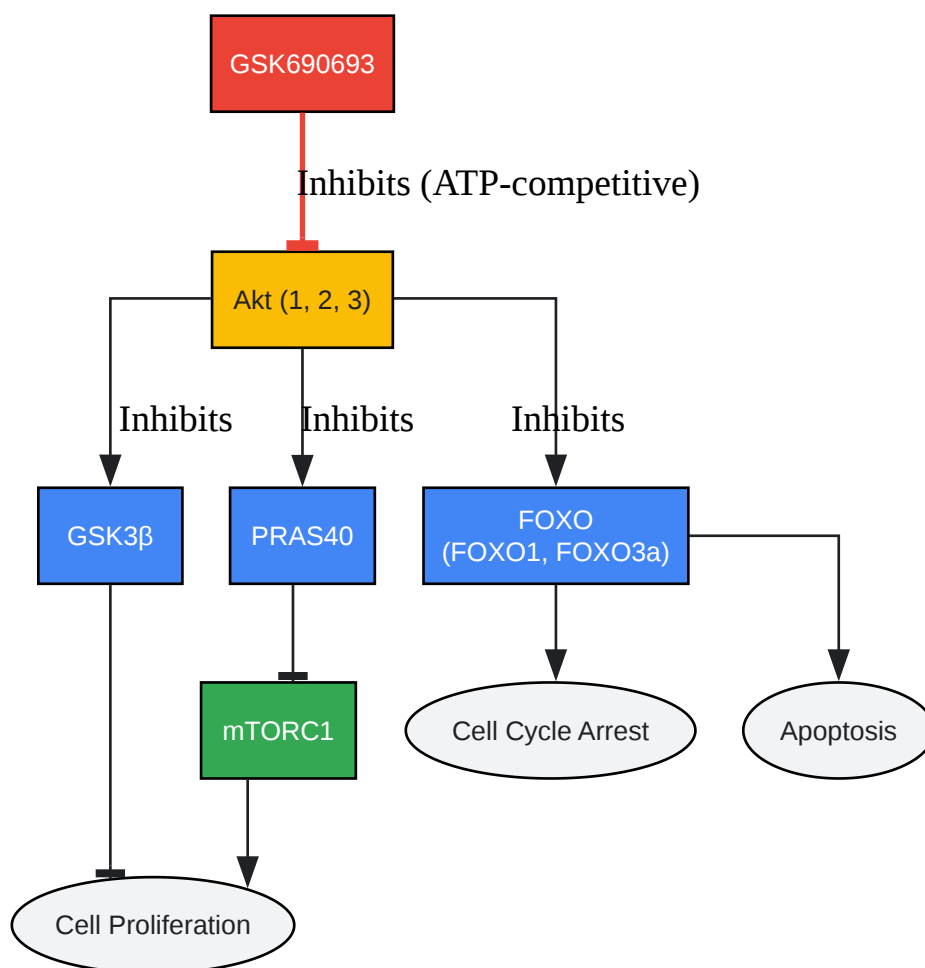 GSK690693
Inhibits (ATP-competitive)
Akt (1, 2, 3)
Inhibits
Inhibits
Inhibits
GSK3β
PRAS40
FOXO
(FOXO1, FOXO3a)
mTORC1
Cell Cycle Arrest
Apoptosis
Cell Proliferation